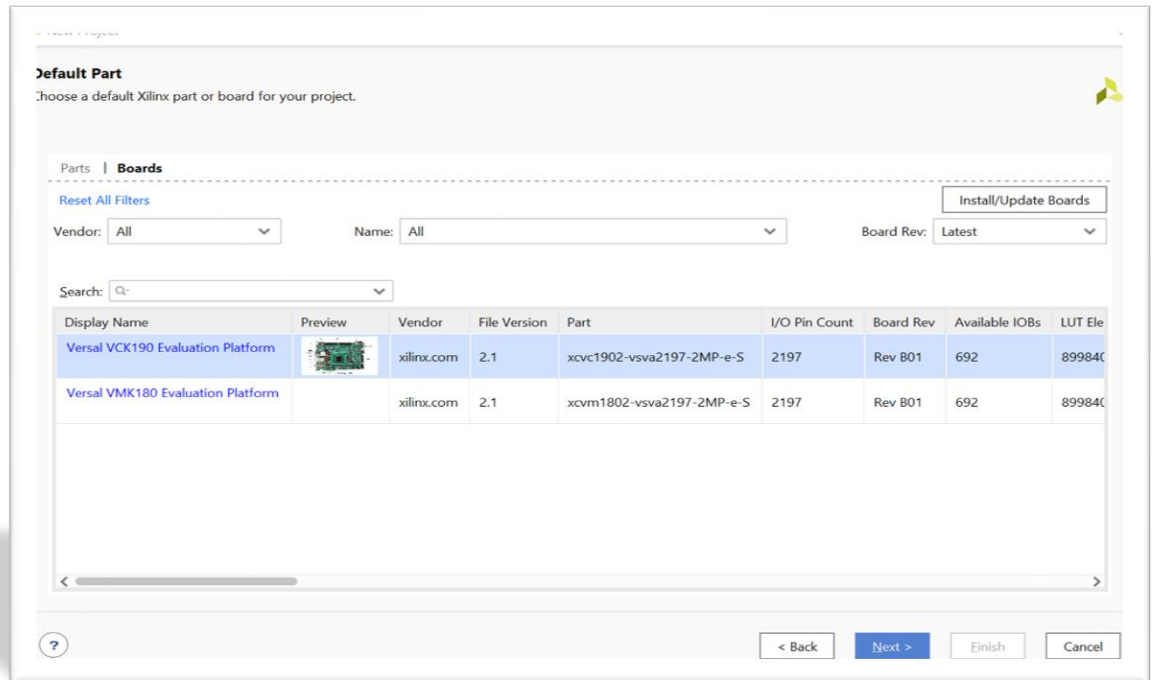 New Project
Default Part
Choose a default Xilinx part or board for your project.
Parts | Boards
Reset All Filters
Install/Update Boards
Vendor: All Name: All Board Rev: Latest
Search: Q-
Display Name Preview Vendor File Version Part I/O Pin Count Board Rev Available IOBs LUT Ele
Versal VCK190 Evaluation Platform xilinx.com 2.1 xcvc1902-vsva2197-2MP-e-S 2197 Rev B01 692 899840
Versal VMK180 Evaluation Platform xilinx.com 2.1 xcvm1802-vsva2197-2MP-e-S 2197 Rev B01 692 899840
? < Back Next > Finish Cancel